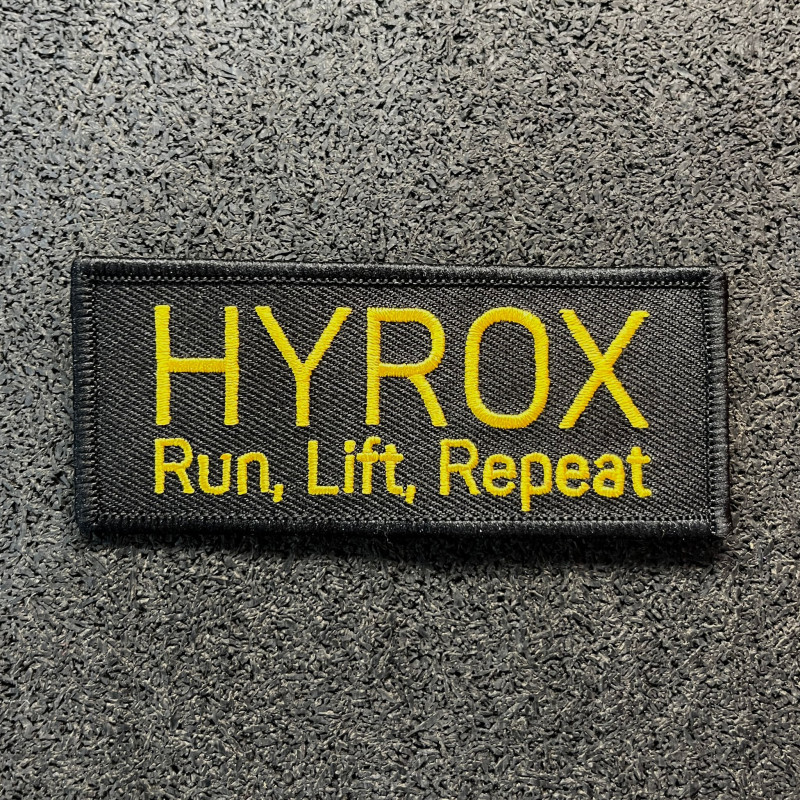 HYROX
Run, Lift, Repeat